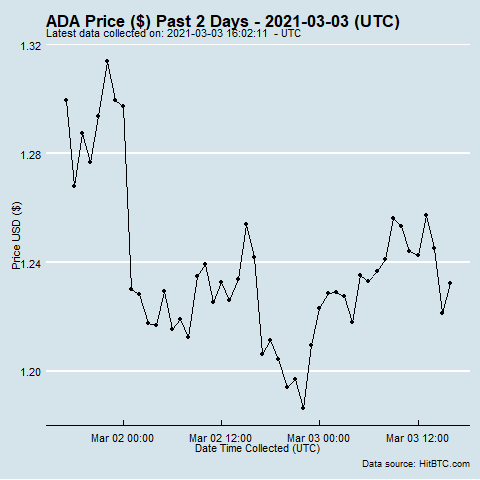 ADA Price ($) Past 2 Days - 2021-03-03 (UTC)
Latest data collected on: 2021-03-03 16:02:11  - UTC
1.32
1.28
1.24
1.20
Price USD ($)
Mar 02 00:00 Mar 02 12:00 Mar 03 00:00 Mar 03 12:00
Date Time Collected (UTC)
Data source: HitBTC.com